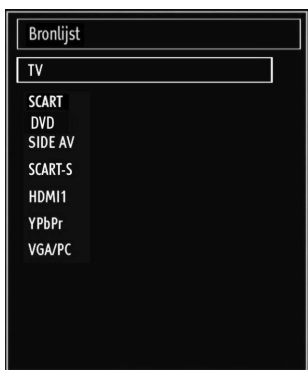 Bronlijst
TV
SCART
DVD
SIDE AV
SCART-S
HDMI1
YPbPr
VGA/PC